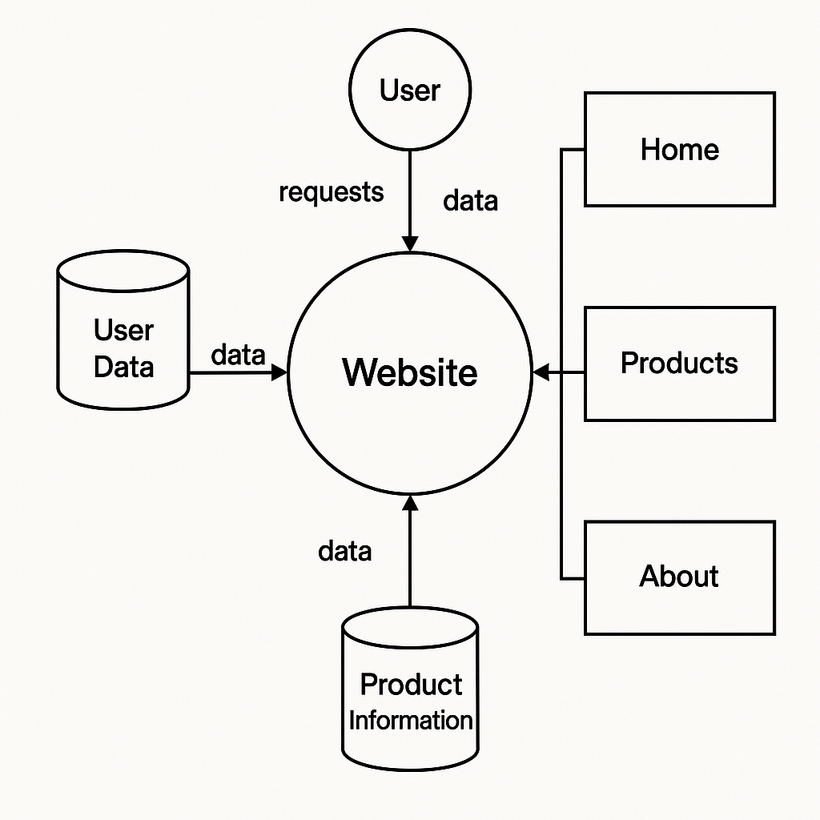 User
Home
requests
data
User
Data
data
Website
Products
data
About
Product
Information